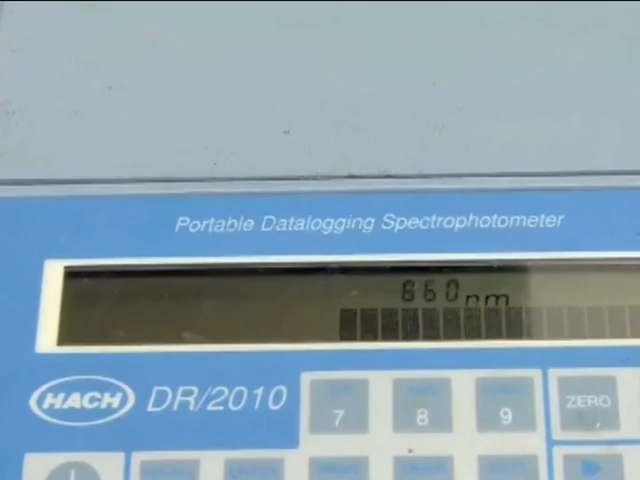 Portable Datalogging Spectrophotometer
860nm
HACH DR/2010
7 8 9 ZERO